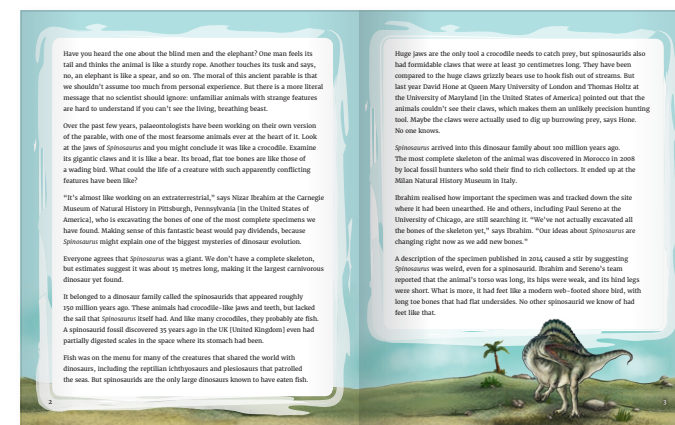 Have you heard the one about the blind men and the elephant? One man feels its
tail and thinks the animal is like a sturdy rope. Another touches its tusk and says,
no, an elephant is like a spear, and so on. The moral of this ancient parable is that
we shouldn't assume too much from personal experience. But there is a more literal
message that no scientist should ignore: unfamiliar animals with strange features
are hard to understand if you can't see the living, breathing beast.
Over the past few years, palaeontologists have been working on their own version
of the parable, with one of the most fearsome animals ever at the heart of it. Look
at the jaws of Spinosaurus and you might conclude it was like a crocodile. Examine
its gigantic claws and it is like a bear. Its broad, flat toe bones are like those of
a wading bird. What could the life of a creature with such apparently conflicting
features have been like?
"It's almost like working on an extraterrestrial," says Nizar Ibrahim at the Carnegie
Museum of Natural History in Pittsburgh, Pennsylvania [in the United States of
America], who is excavating the bones of one of the most complete specimens we
have found. Making sense of this fantastic beast would pay dividends, because
Spinosaurus might explain one of the biggest mysteries of dinosaur evolution.
Everyone agrees that Spinosaurus was a giant. We don't have a complete skeleton,
but estimates suggest it was about 15 metres long, making it the largest carnivorous
dinosaur yet found.
It belonged to a dinosaur family called the spinosaurids that appeared roughly
150 million years ago. These animals had crocodile-like jaws and teeth, but lacked
the sail that Spinosaurus itself had. And like many crocodiles, they probably ate fish.
A spinosaurid fossil discovered 35 years ago in the UK [United Kingdom] even had
partially digested scales in the space where its stomach had been.
Fish was on the menu for many of the creatures that shared the world with
dinosaurs, including the reptilian ichthyosaurs and plesiosaurs that patrolled
the seas. But spinosaurids are the only large dinosaurs known to have eaten fish.
2
Huge jaws are the only tool a crocodile needs to catch prey, but spinosaurids also
had formidable claws that were at least 30 centimetres long. They have been
compared to the huge claws grizzly bears use to hook fish out of streams. But
last year David Hone at Queen Mary University of London and Thomas Holtz at
the University of Maryland [in the United States of America] pointed out that the
animals couldn't see their claws, which makes them an unlikely precision hunting
tool. Maybe the claws were actually used to dig up burrowing prey, says Hone.
No one knows.
Spinosaurus arrived into this dinosaur family about 100 million years ago.
The most complete skeleton of the animal was discovered in Morocco in 2008
by local fossil hunters who sold their find to rich collectors. It ended up at the
Milan Natural History Museum in Italy.
Ibrahim realised how important the specimen was and tracked down the site
where it had been unearthed. He and others, including Paul Sereno at the
University of Chicago, are still searching it. "We've not actually excavated all
the bones of the skeleton yet," says Ibrahim. "Our ideas about Spinosaurus are
changing right now as we add new bones."
A description of the specimen published in 2014 caused a stir by suggesting
Spinosaurus was weird, even for a spinosaurid. Ibrahim and Sereno's team
reported that the animal's torso was long, its hips were weak, and its hind legs
were short. What is more, it had feet like a modern web-footed shore bird, with
long toe bones that had flat undersides. No other spinosaurid we know of had
feet like that.
3